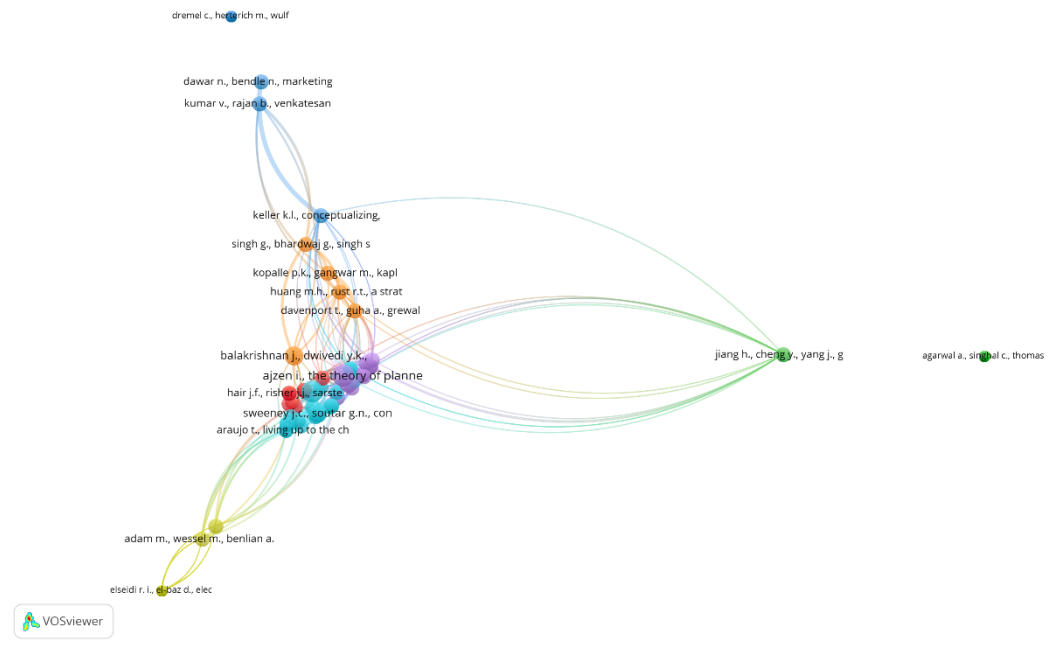 dremel c., herterich m., wulf
dawar n., bendle n., marketing
kumar v., rajan b., venkatesan
keller k.l., conceptualizing,
singh g., bhardwaj g., singh s
kopalle p.k., gangwar m., kapl
huang m.h., rust r.t., a strat
davenport t., guha a., grewal
balakrishnan j., dwivedi y.k.,
jiang h., cheng y., yang j., g
agarwal a., singhal c., thomas
ajzen i., the theory of planne
hair j.f., risher j.j., sarste
sweeney j.c., soutar g.n., con
araujo t., living up to the ch
adam m., wessel m., benlian a.
elseidi r. i., el-baz d., elec
VOSviewer